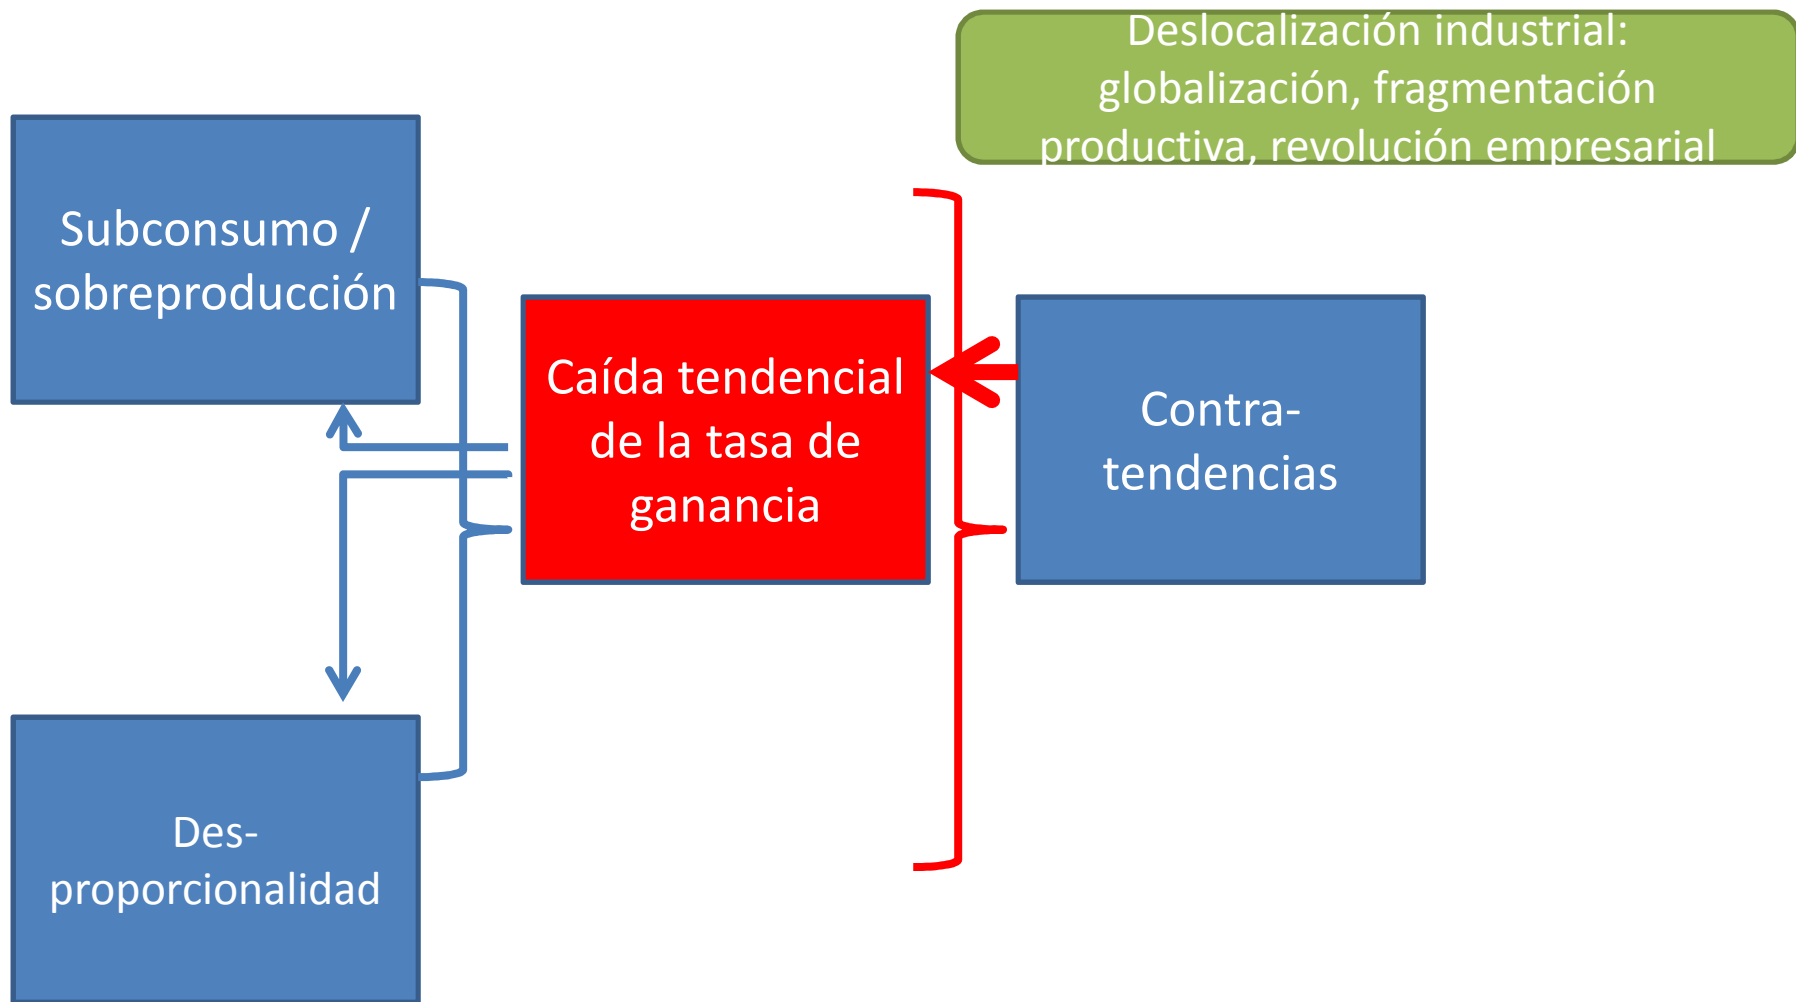 Deslocalización industrial:
globalización, fragmentación
productiva, revolución empresarial
Subconsumo /
sobreproducción
Caída tendencial
de la tasa de
ganancia
Contra-
tendencias
Des-
proporcionalidad